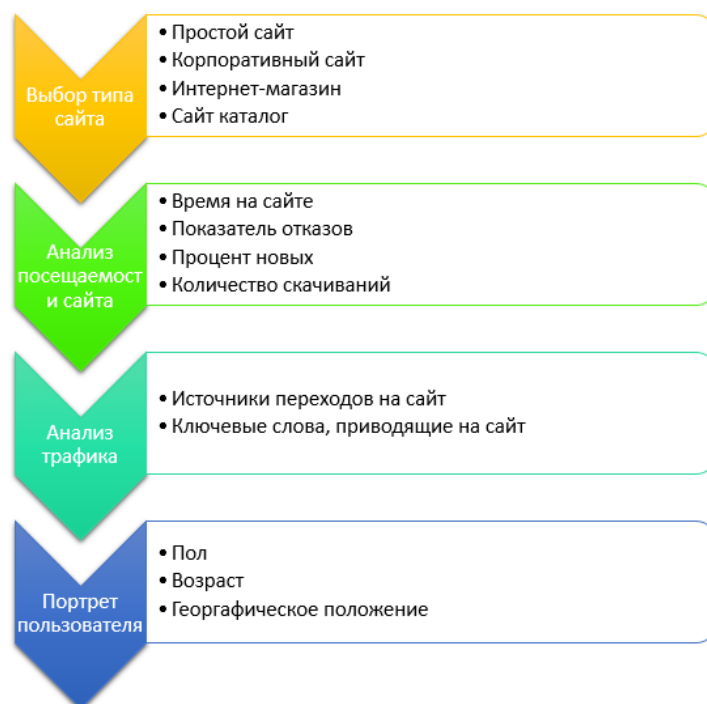 Выбор типа
сайта
• Простой сайт
• Корпоративный сайт
• Интернет-магазин
• Сайт каталог
Анализ
посещаемост
и сайта
• Время на сайте
• Показатель отказов
• Процент новых
• Количество скачиваний
Анализ
трафика
• Источники переходов на сайт
• Ключевые слова, приводящие на сайт
Портрет
пользователя
• Пол
• Возраст
• Георгафическое положение